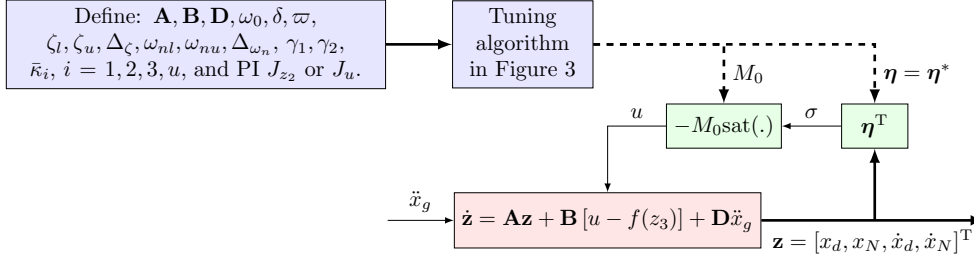 Define: A, B, D, ω₀, δ, ϖ,
ζ_l, ζ_u, Δ_ζ, ω_nl, ω_nu, Δ_ω_n, γ₁, γ₂,
κ̄_i, i = 1, 2, 3, u, and PI J_z₂ or J_u.
Tuning
algorithm
in Figure 3
M₀
η = η*
u
−M₀sat(.)
σ
ηᵀ
ẍ_g
ż = Az + B [u − f(z₃)] + Dẍ_g
z = [x_d, x_N, ẋ_d, ẋ_N]ᵀ